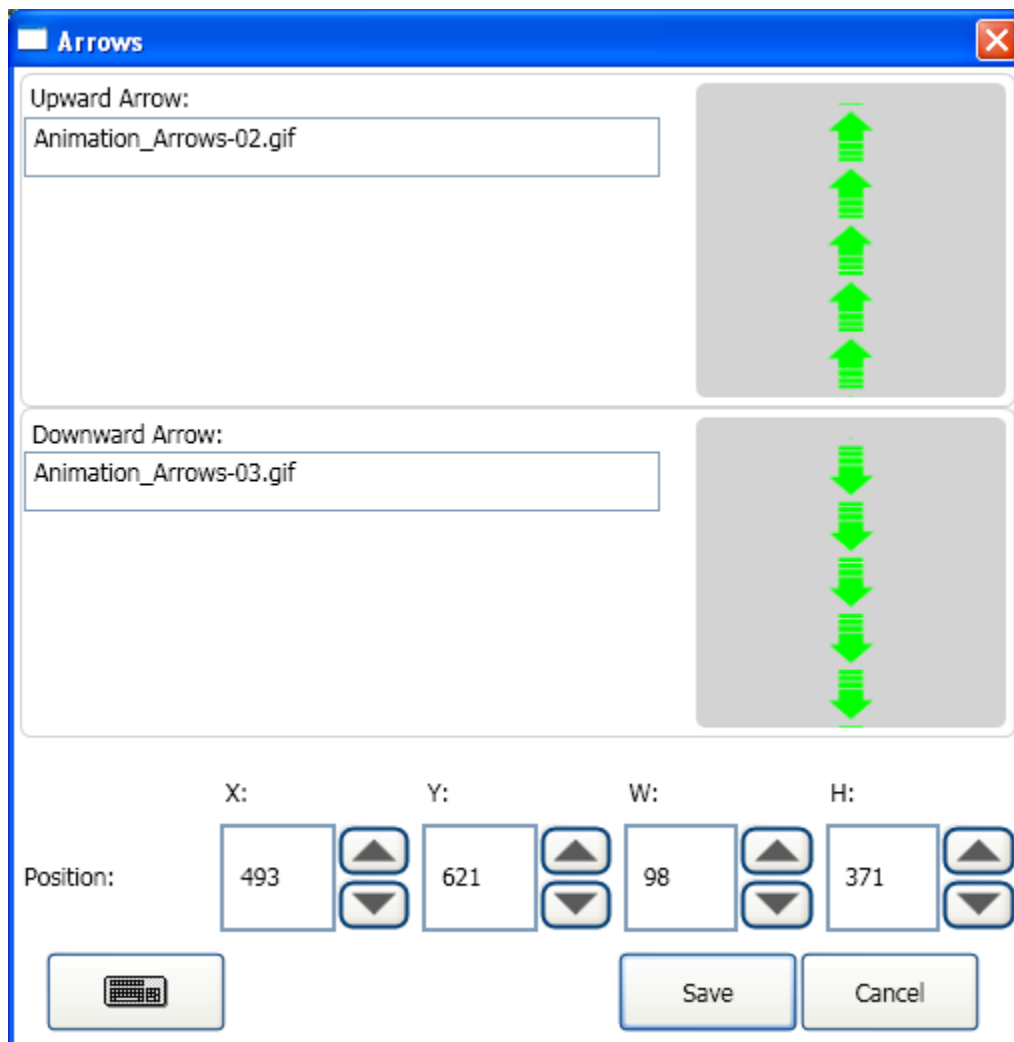 Arrows
Upward Arrow:
Animation_Arrows-02.gif
Downward Arrow:
Animation_Arrows-03.gif
X: Y: W: H:
Position: 493 621 98 371
Save Cancel